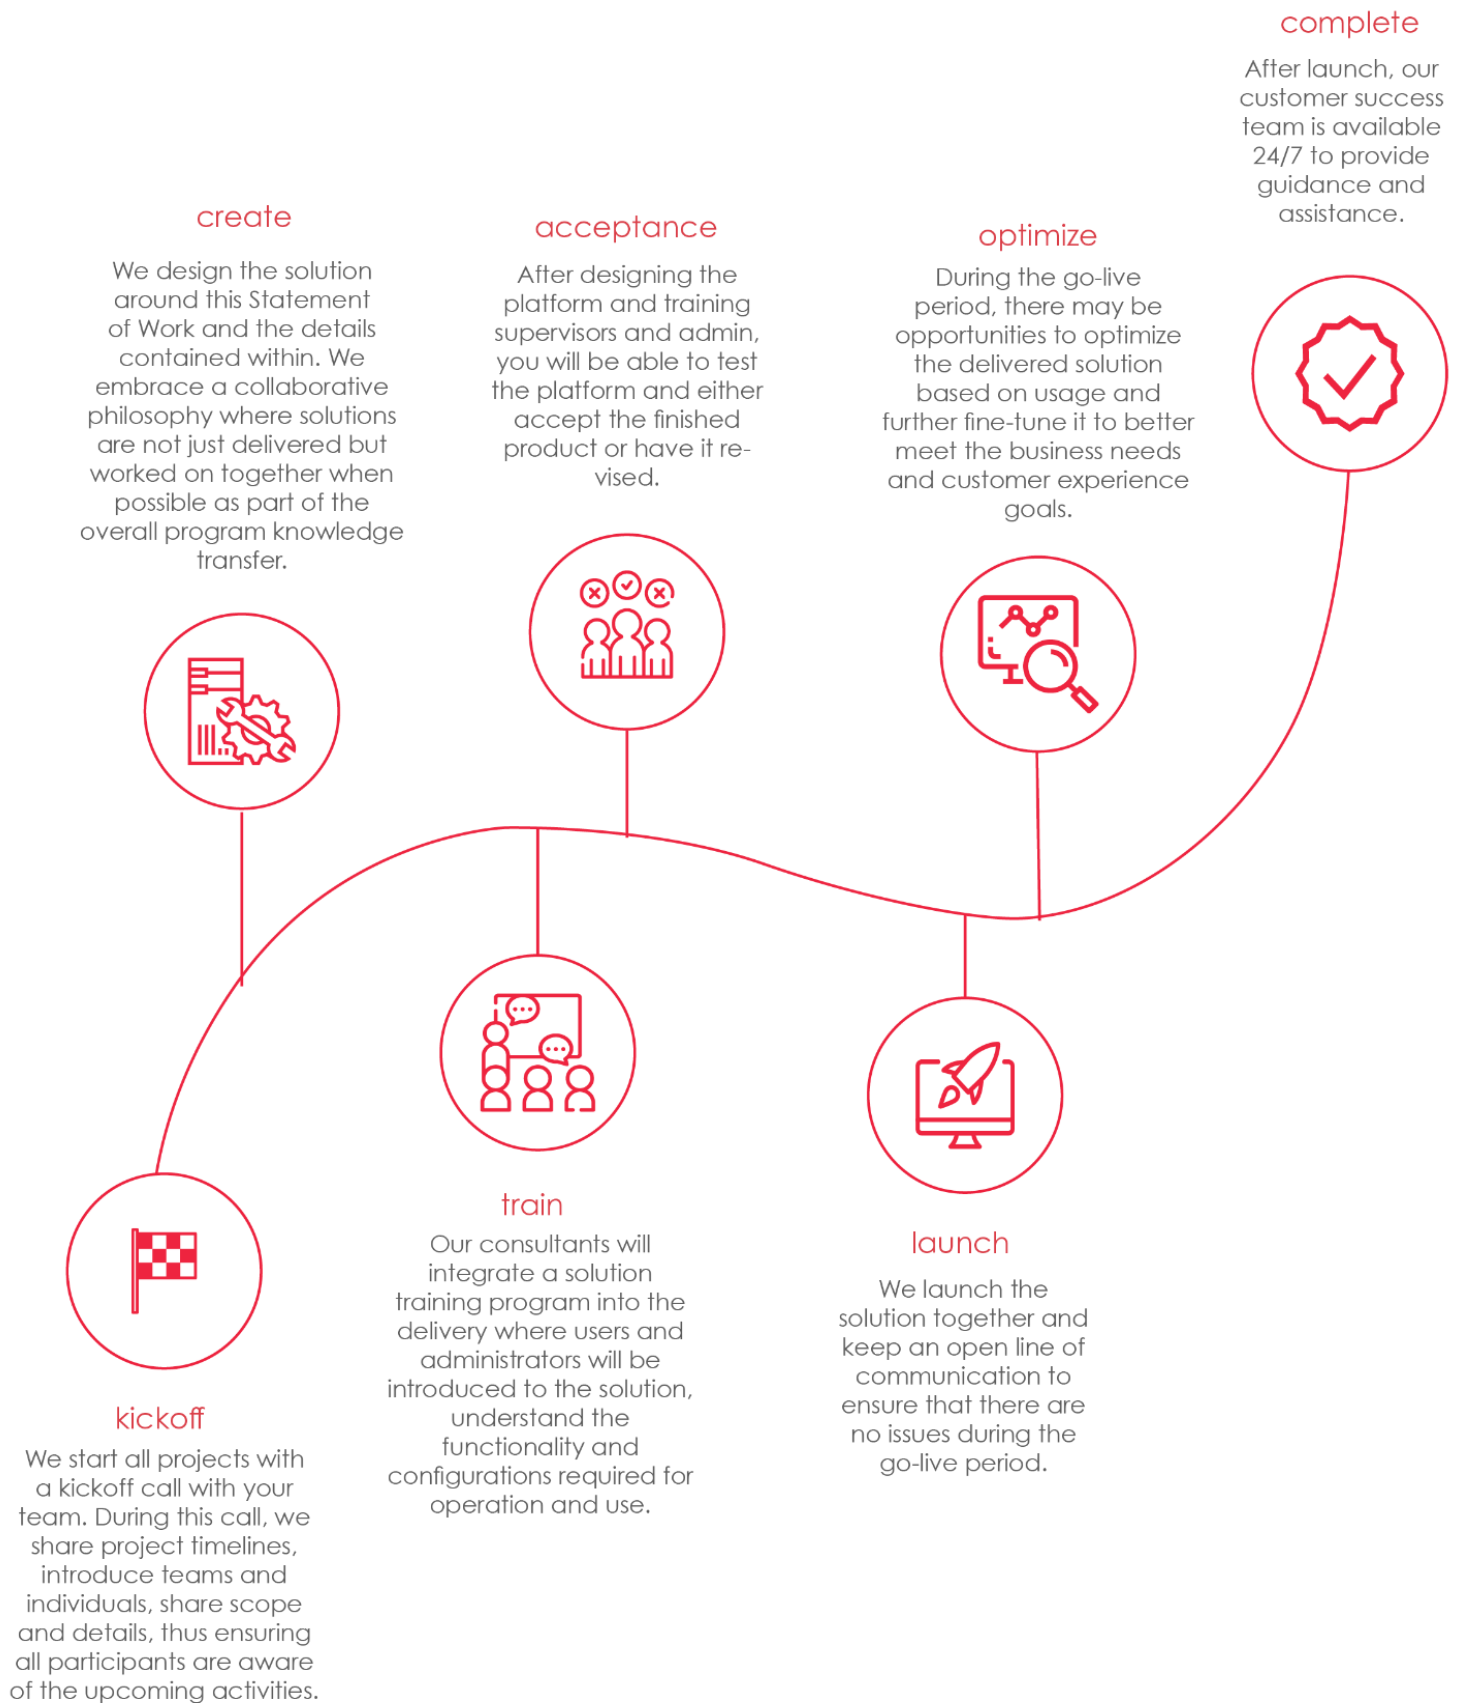 complete
After launch, our
customer success
team is available
24/7 to provide
guidance and
assistance.
create
We design the solution
around this Statement
of Work and the details
contained within. We
embrace a collaborative
philosophy where solutions
are not just delivered but
worked on together when
possible as part of the
overall program knowledge
transfer.
acceptance
After designing the
platform and training
supervisors and admin,
you will be able to test
the platform and either
accept the finished
product or have it re-
vised.
optimize
During the go-live
period, there may be
opportunities to optimize
the delivered solution
based on usage and
further fine-tune it to better
meet the business needs
and customer experience
goals.
train
Our consultants will
integrate a solution
training program into the
delivery where users and
administrators will be
introduced to the solution,
understand the
functionality and
configurations required for
operation and use.
launch
We launch the
solution together and
keep an open line of
communication to
ensure that there are
no issues during the
go-live period.
kickoff
We start all projects with
a kickoff call with your
team. During this call, we
share project timelines,
introduce teams and
individuals, share scope
and details, thus ensuring
all participants are aware
of the upcoming activities.